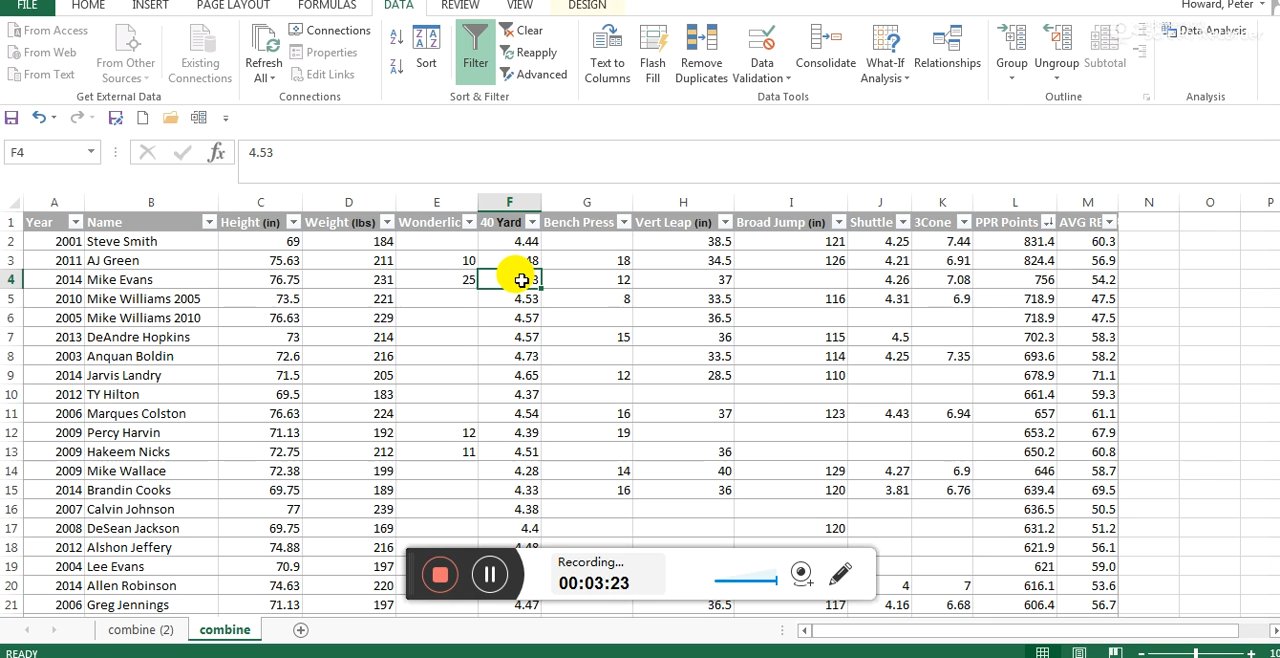 FILE HOME INSERT PAGE LAYOUT FORMULAS DATA REVIEW VIEW DESIGN Howard, Peter
From Access
From Web
From Text
From Other Sources
Existing Connections
Get External Data
Refresh All
Connections
Properties
Edit Links
Connections
Sort
Filter
Clear
Reapply
Advanced
Sort & Filter
Text to Columns
Flash Fill
Remove Duplicates
Data Validation
Consolidate
What-If Analysis
Relationships
Data Tools
Group
Ungroup
Subtotal
Outline
Data Analysis
Analysis
F4 fx 4.53
A B C D E F G H I J K L M N O P
1 Year Name Height (in) Weight (lbs) Wonderlic 40 Yard Bench Press Vert Leap (in) Broad Jump (in) Shuttle 3Cone PPR Points AVG RE
2 2001 Steve Smith 69 184 4.44 38.5 121 4.25 7.44 831.4 60.3
3 2011 AJ Green 75.63 211 10 48 18 34.5 126 4.21 6.91 824.4 56.9
4 2014 Mike Evans 76.75 231 25 3 12 37 4.26 7.08 756 54.2
5 2010 Mike Williams 2005 73.5 221 4.53 8 33.5 116 4.31 6.9 718.9 47.5
6 2005 Mike Williams 2010 76.63 229 4.57 36.5 718.9 47.5
7 2013 DeAndre Hopkins 73 214 4.57 15 36 115 4.5 702.3 58.3
8 2003 Anquan Boldin 72.6 216 4.73 33.5 114 4.25 7.35 693.6 58.2
9 2014 Jarvis Landry 71.5 205 4.65 12 28.5 110 678.9 71.1
10 2012 TY Hilton 69.5 183 4.37 661.4 59.3
11 2006 Marques Colston 76.63 224 4.54 16 37 123 4.43 6.94 657 61.1
12 2009 Percy Harvin 71.13 192 12 4.39 19 653.2 67.9
13 2009 Hakeem Nicks 72.75 212 11 4.51 36 650.2 60.8
14 2009 Mike Wallace 72.38 199 4.28 14 40 129 4.27 6.9 646 58.7
15 2014 Brandin Cooks 69.75 189 4.33 16 36 120 3.81 6.76 639.4 69.5
16 2007 Calvin Johnson 77 239 4.38 636.5 50.5
17 2008 DeSean Jackson 69.75 169 4.4 120 631.2 51.2
18 2012 Alshon Jeffery 74.88 216 4.48 621.9 56.1
19 2004 Lee Evans 70.9 197 621 59.0
20 2014 Allen Robinson 74.63 220 4 7 616.1 53.6
21 2006 Greg Jennings 71.13 197 4.47 36.5 117 4.16 6.68 606.4 56.7
Recording...
00:03:23
combine (2) combine
READY 10